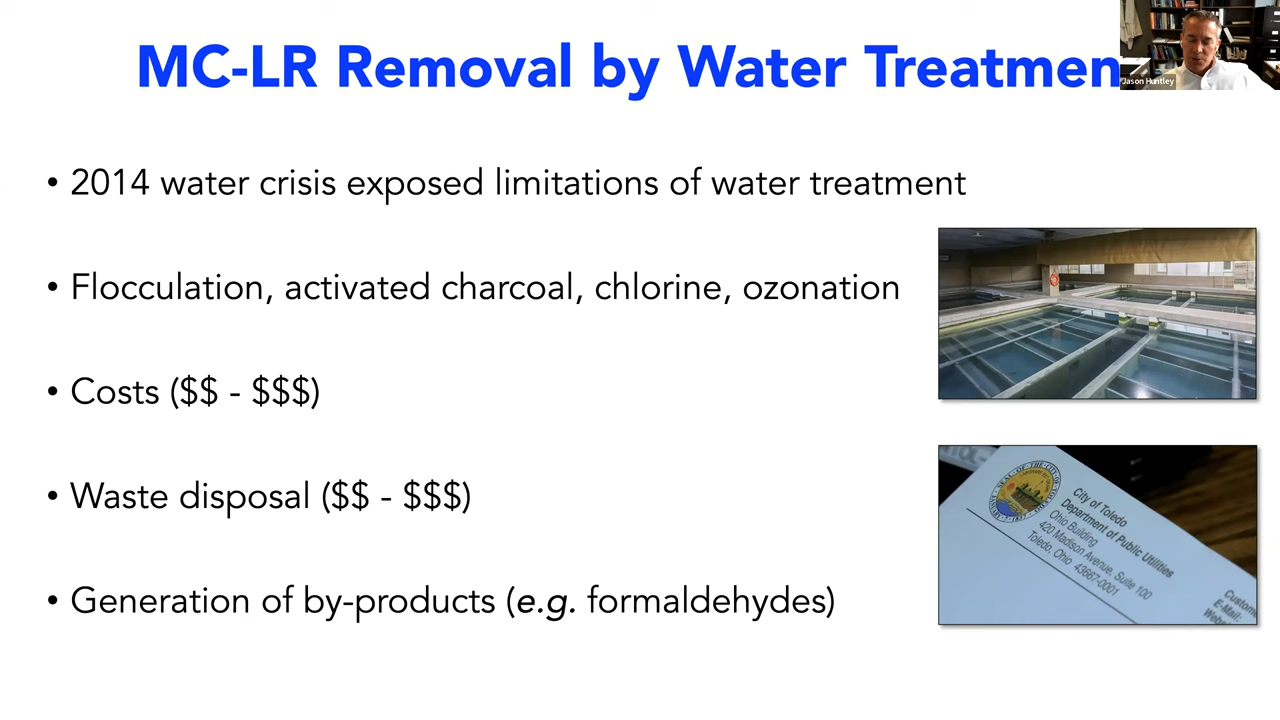 MC-LR Removal by Water Treatmen
Jason Huntley
• 2014 water crisis exposed limitations of water treatment
• Flocculation, activated charcoal, chlorine, ozonation
• Costs ($$ - $$$)
• Waste disposal ($$ - $$$)
• Generation of by-products (e.g. formaldehydes)
City of Toledo
Department of Public Utilities
Ohio Building
420 Madison Avenue, Suite 100
Toledo, Ohio 43667-0001
Custome
E-Mail: